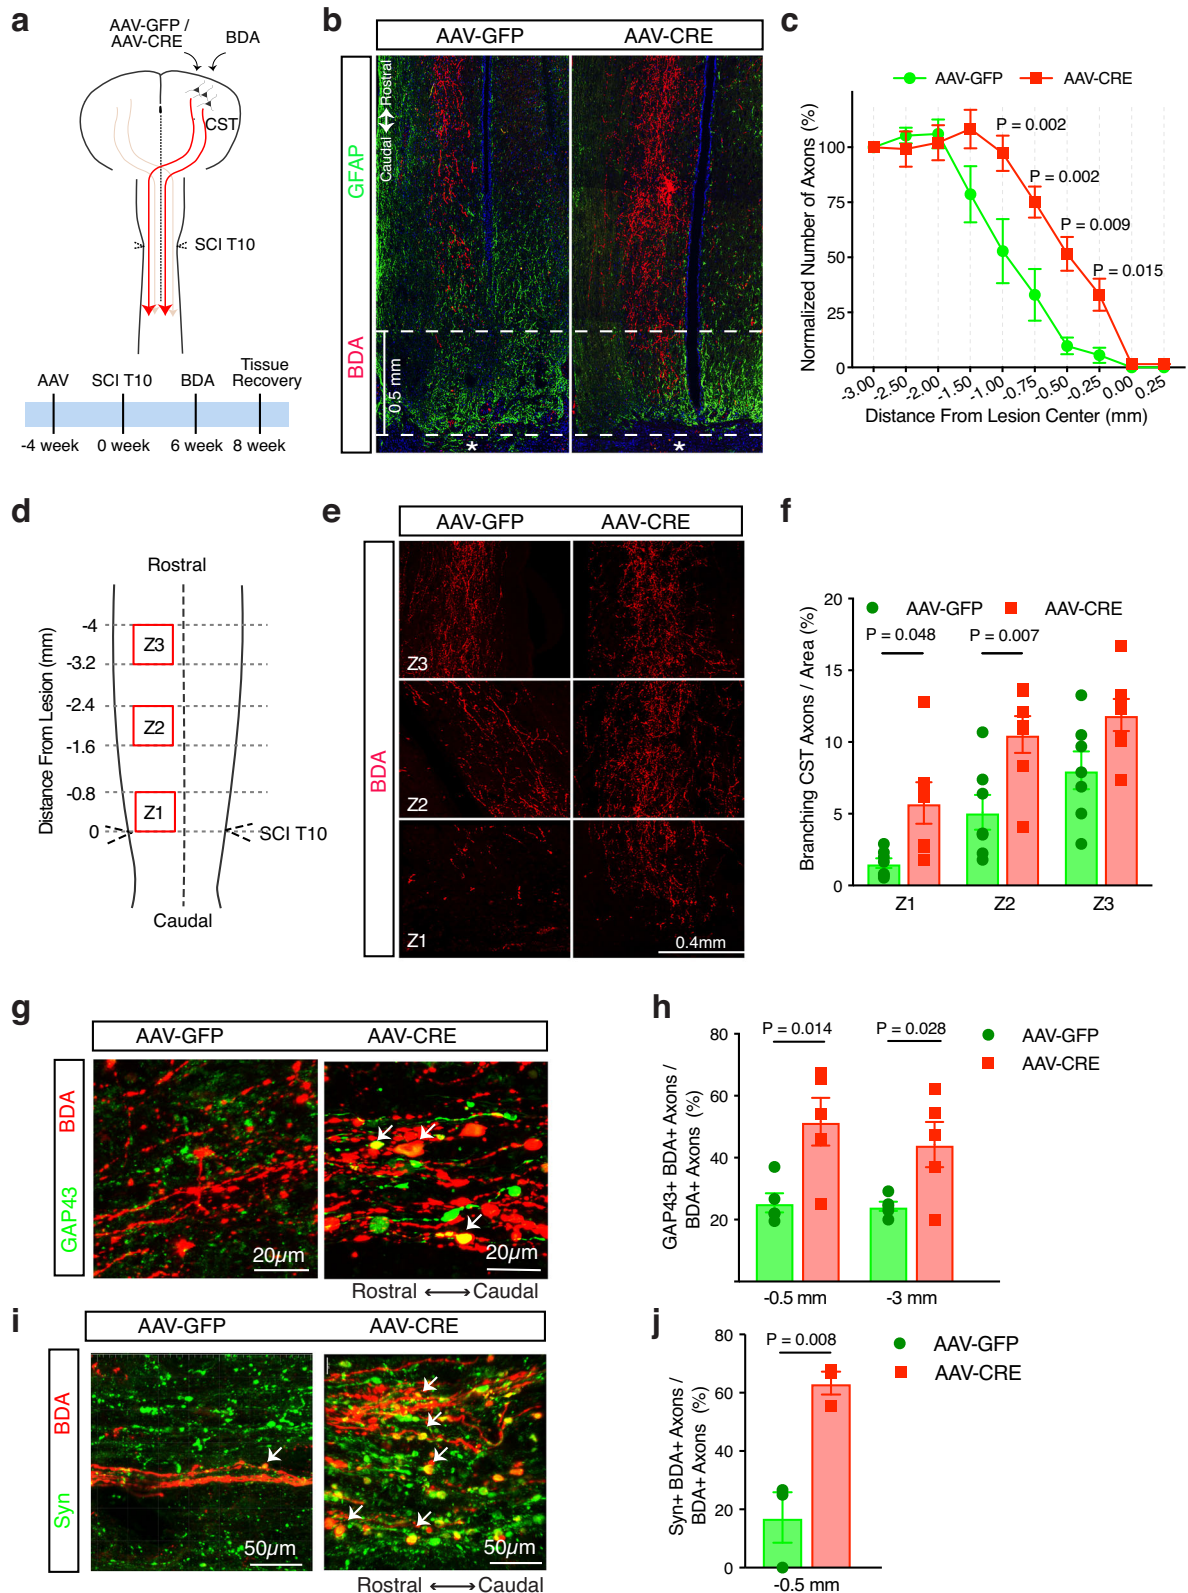 a
AAV-GFP /
AAV-CRE
BDA
CST
SCI T10
AAV
SCI T10
BDA
Tissue
Recovery
-4 week
0 week
6 week
8 week
b
AAV-GFP
AAV-CRE
GFAP
BDA
Caudal
Rostral
0.5 mm
*
*
c
AAV-GFP
AAV-CRE
Normalized Number of Axons (%)
100
75
50
25
0
P = 0.002
P = 0.002
P = 0.009
P = 0.015
-3.00
-2.50
-2.00
-1.50
-1.00
-0.75
-0.50
-0.25
0.00
0.25
Distance From Lesion Center (mm)
d
Rostral
Distance From Lesion (mm)
-4
-3.2
-2.4
-1.6
-0.8
0
Z3
Z2
Z1
SCI T10
Caudal
e
AAV-GFP
AAV-CRE
BDA
Z3
Z2
Z1
0.4mm
f
AAV-GFP
AAV-CRE
P = 0.048
P = 0.007
Branching CST Axons / Area (%)
20
15
10
5
0
Z1
Z2
Z3
g
AAV-GFP
AAV-CRE
GAP43
BDA
20µm
20µm
Rostral
Caudal
h
P = 0.014
P = 0.028
AAV-GFP
AAV-CRE
GAP43+ BDA+ Axons /
BDA+ Axons (%)
80
60
40
20
-0.5 mm
-3 mm
i
AAV-GFP
AAV-CRE
Syn
BDA
50µm
50µm
Rostral
Caudal
j
P = 0.008
AAV-GFP
AAV-CRE
Syn+ BDA+ Axons /
BDA+ Axons (%)
80
60
40
20
0
-0.5 mm